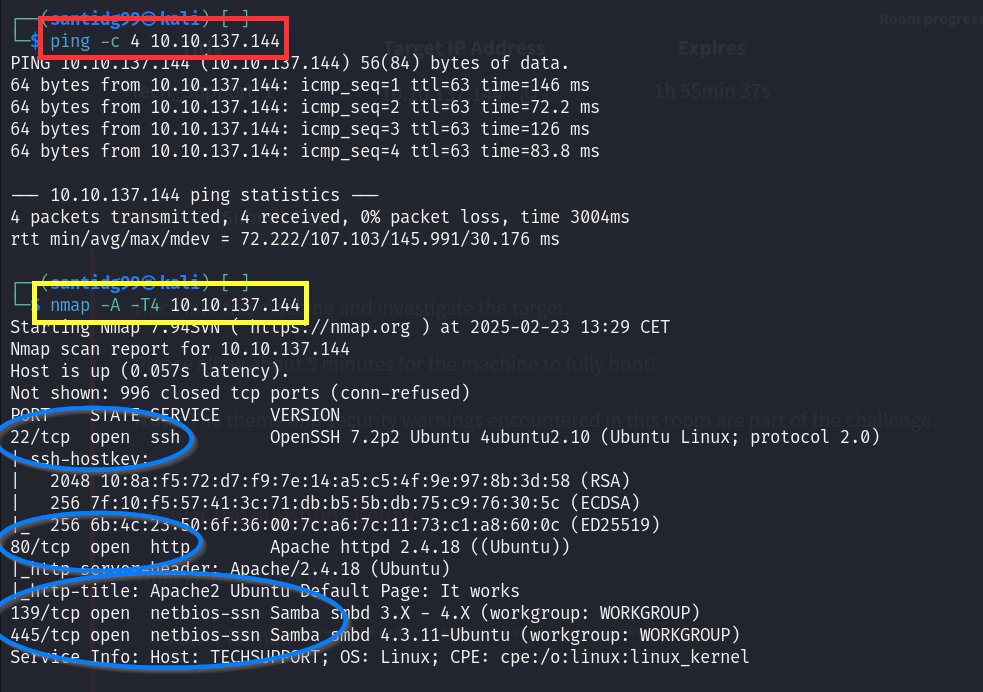 ┌──(santidg99㉿kali)-[~]
└─$ ping -c 4 10.10.137.144
PING 10.10.137.144 (10.10.137.144) 56(84) bytes of data.
64 bytes from 10.10.137.144: icmp_seq=1 ttl=63 time=146 ms
64 bytes from 10.10.137.144: icmp_seq=2 ttl=63 time=72.2 ms
64 bytes from 10.10.137.144: icmp_seq=3 ttl=63 time=126 ms
64 bytes from 10.10.137.144: icmp_seq=4 ttl=63 time=83.8 ms
— 10.10.137.144 ping statistics —
4 packets transmitted, 4 received, 0% packet loss, time 3004ms
rtt min/avg/max/mdev = 72.222/107.103/145.991/30.176 ms
┌──(santidg99㉿kali)-[~]
└─$ nmap -A -T4 10.10.137.144
Starting Nmap 7.94SVN ( https://nmap.org ) at 2025-02-23 13:29 CET
Nmap scan report for 10.10.137.144
Host is up (0.057s latency).
Not shown: 996 closed tcp ports (conn-refused)
PORT STATE SERVICE VERSION
22/tcp open ssh OpenSSH 7.2p2 Ubuntu 4ubuntu2.10 (Ubuntu Linux; protocol 2.0)
| ssh-hostkey:
| 2048 10:8a:f5:72:d7:f9:7e:14:a5:c5:4f:9e:97:8b:3d:58 (RSA)
| 256 7f:10:f5:57:41:3c:71:db:b5:5b:db:75:c9:76:30:5c (ECDSA)
|_ 256 6b:4c:23:50:6f:36:00:7c:a6:7c:11:73:c1:a8:60:0c (ED25519)
80/tcp open http Apache httpd 2.4.18 ((Ubuntu))
|_http-server-header: Apache/2.4.18 (Ubuntu)
|_http-title: Apache2 Ubuntu Default Page: It works
139/tcp open netbios-ssn Samba smbd 3.X - 4.X (workgroup: WORKGROUP)
445/tcp open netbios-ssn Samba smbd 4.3.11-Ubuntu (workgroup: WORKGROUP)
Service Info: Host: TECHSUPPORT; OS: Linux; CPE: cpe:/o:linux:linux_kernel
Room progress
Target IP Address
Expires
1h 55min 37s
and investigate the target.
5 minutes for the machine to fully boot!
security warnings encountered in this room are part of the challenge.